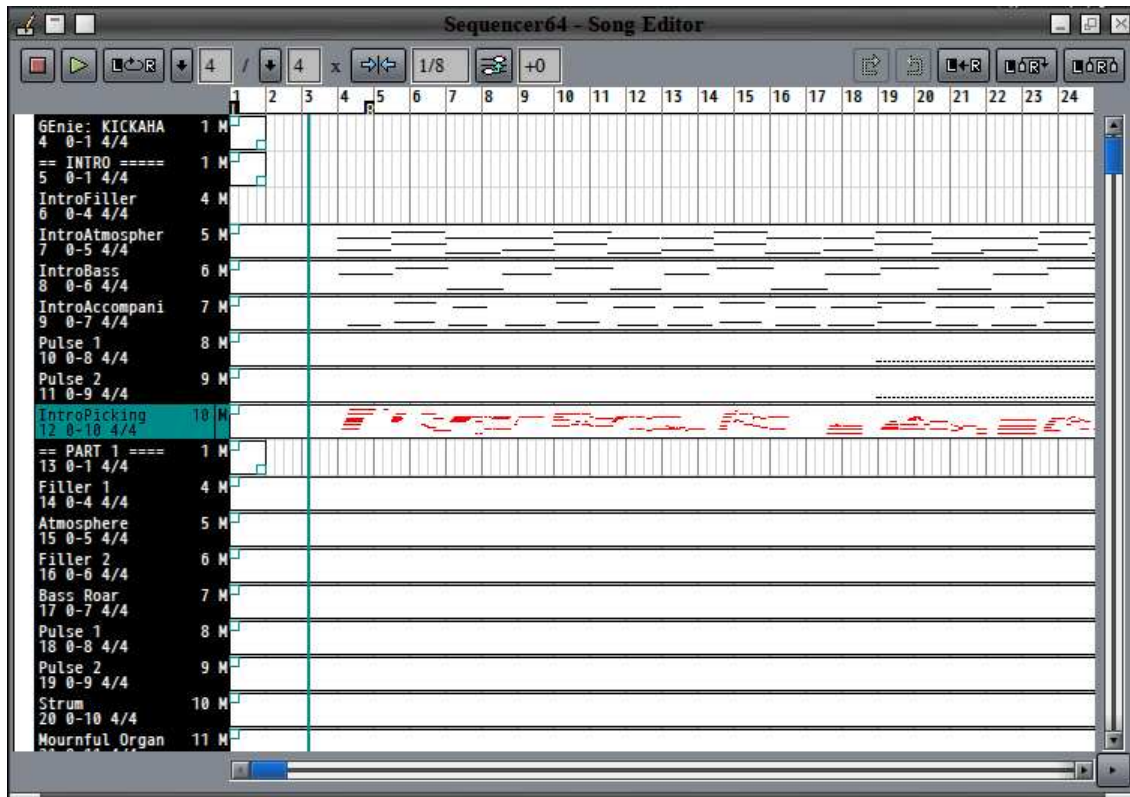 Sequencer64 - Song Editor
L R 4 / 4 x 1/8 +0 L R L R + L R
1 2 3 4 5 6 7 8 9 10 11 12 13 14 15 16 17 18 19 20 21 22 23 24
L R
6Enie: KICKAHA 1 M
4 0-1 4/4
== INTRO ===== 1 M
5 0-1 4/4
IntroFiller 4 M
6 0-4 4/4
IntroAtmospher 5 M
7 0-5 4/4
IntroBass 6 M
8 0-6 4/4
IntroAccompani 7 M
9 0-7 4/4
Pulse 1 8 M
10 0-8 4/4
Pulse 2 9 M
11 0-9 4/4
IntroPicking 10 M
12 0-10 4/4
== PART 1 ==== 1 M
13 0-1 4/4
Filler 1 4 M
14 0-4 4/4
Atmosphere 5 M
15 0-5 4/4
Filler 2 6 M
16 0-6 4/4
Bass Roar 7 M
17 0-7 4/4
Pulse 1 8 M
18 0-8 4/4
Pulse 2 9 M
19 0-9 4/4
Strum 10 M
20 0-10 4/4
Mournful Organ 11 M